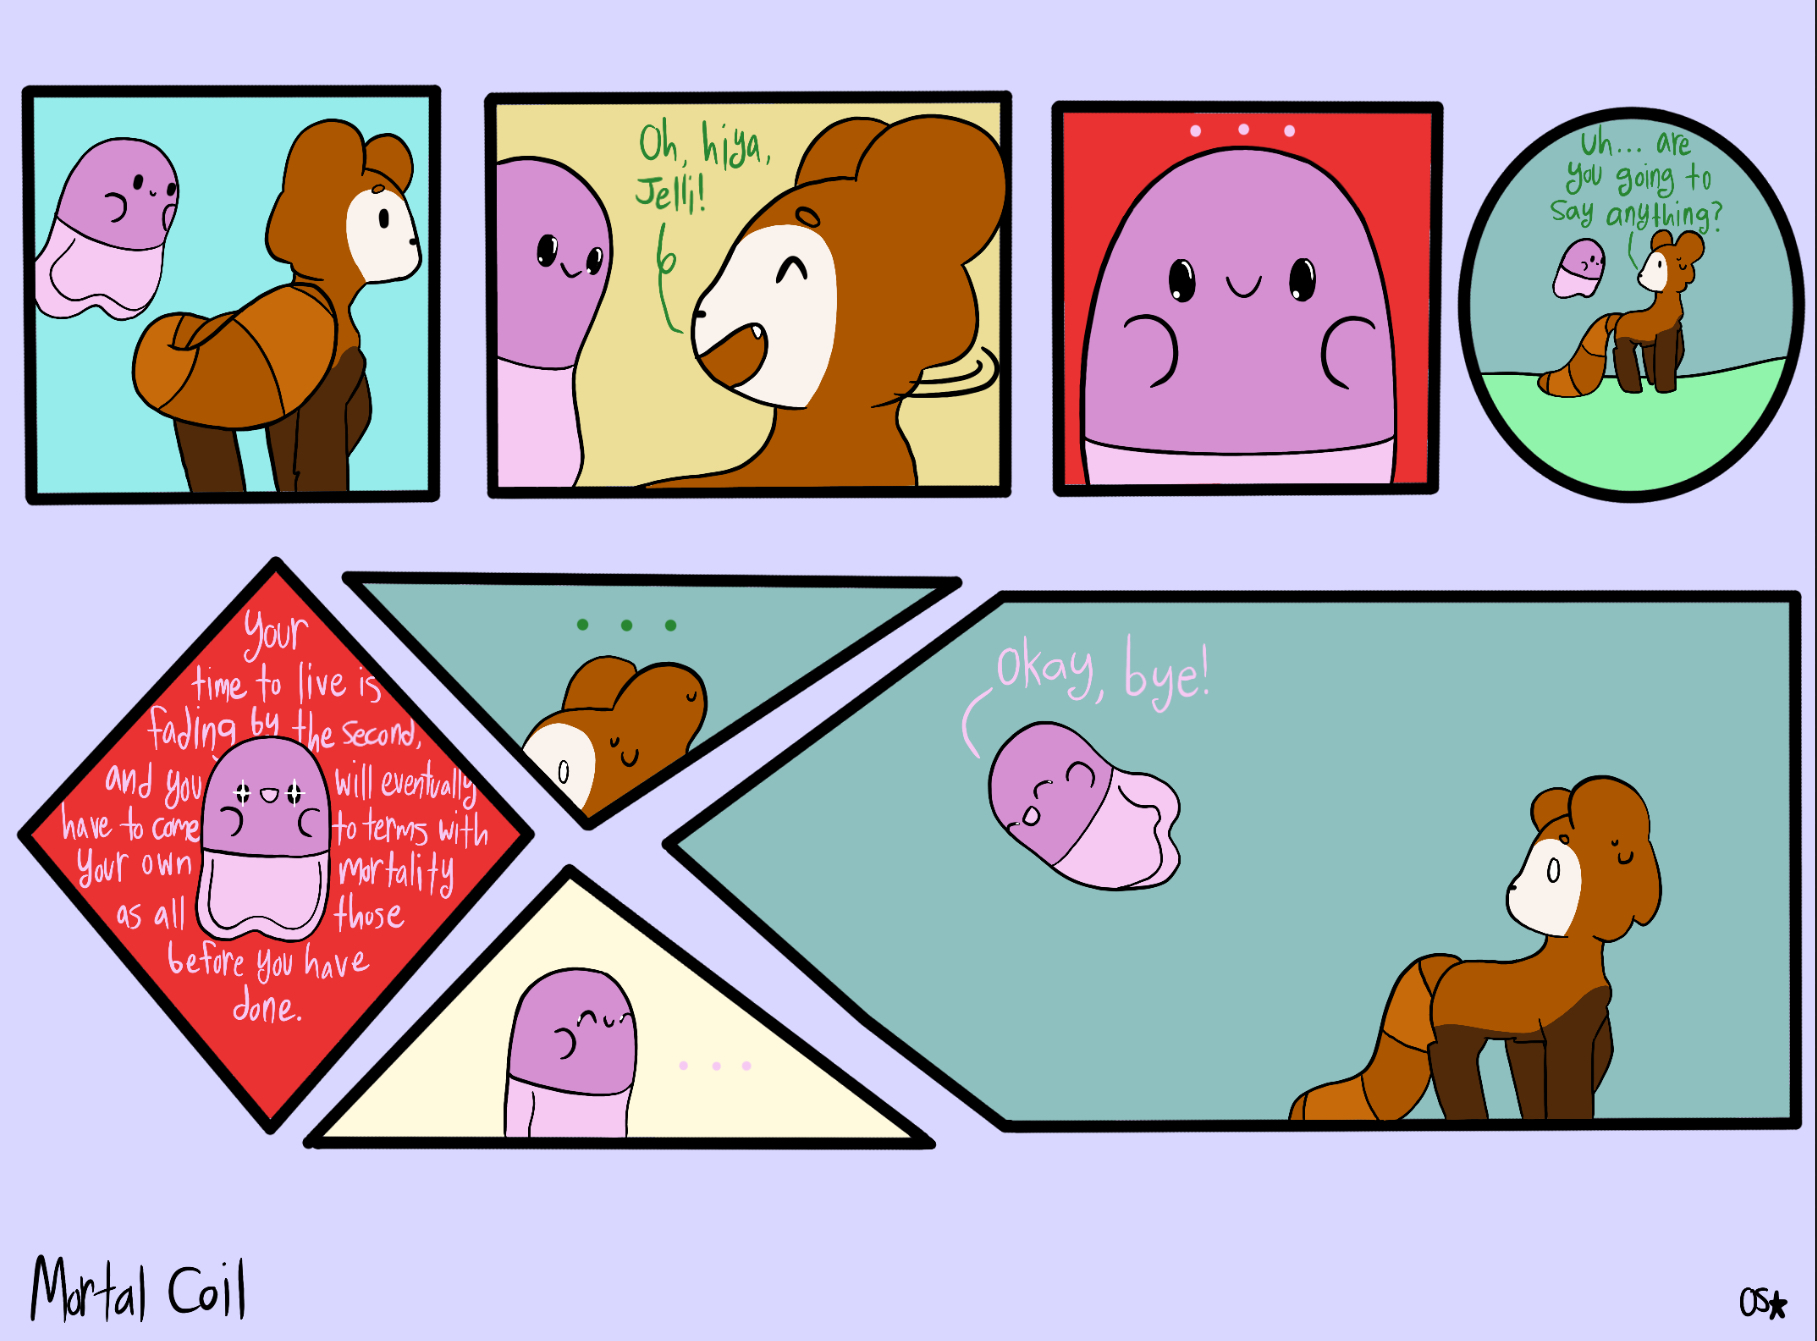 Oh, hiya,
Jelli!
...
Uh... are
you going to
say anything?
Your
time to live is
fading by the second,
and you will eventually
have to come to terms with
your own mortality
as all those
before you have
done.
...
...
Okay, bye!
Mortal Coil
OS★